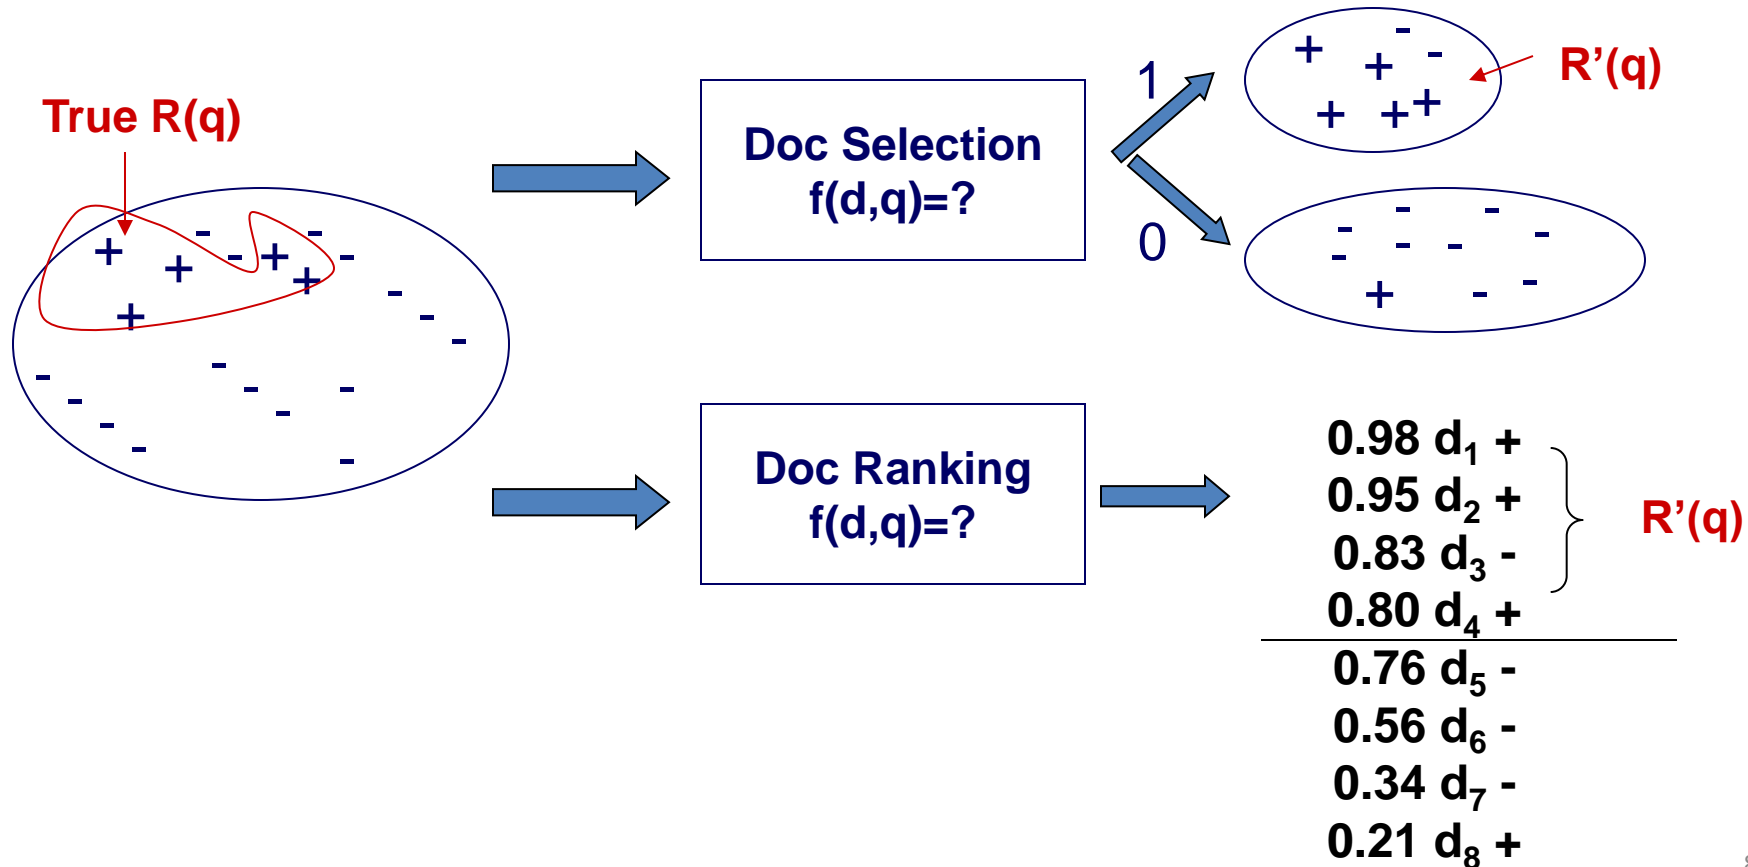 True R(q)
Doc Selection
f(d,q)=?
1
0
R’(q)
Doc Ranking
f(d,q)=?
0.98 d1 +
0.95 d2 +
0.83 d3 -
0.80 d4 +
0.76 d5 -
0.56 d6 -
0.34 d7 -
0.21 d8 +
R’(q)